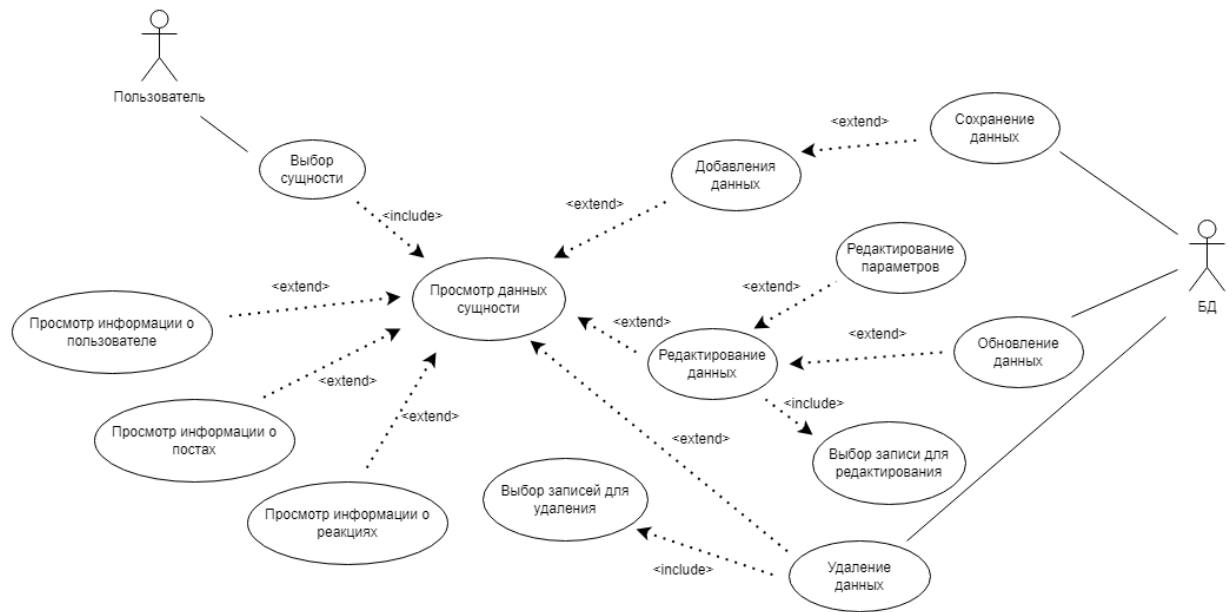 Пользователь
Выбор
сущности
<include>
Просмотр данных
сущности
<extend>
Добавления
данных
<extend>
Сохранение
данных
БД
Редактирование
параметров
<extend>
<extend>
Редактирование
данных
<extend>
Обновление
данных
<include>
Выбор записи для
редактирования
<extend>
Просмотр информации о
пользователе
<extend>
Просмотр информации о
постах
<extend>
Просмотр информации о
реакциях
<extend>
Выбор записей для
удаления
<include>
Удаление
данных